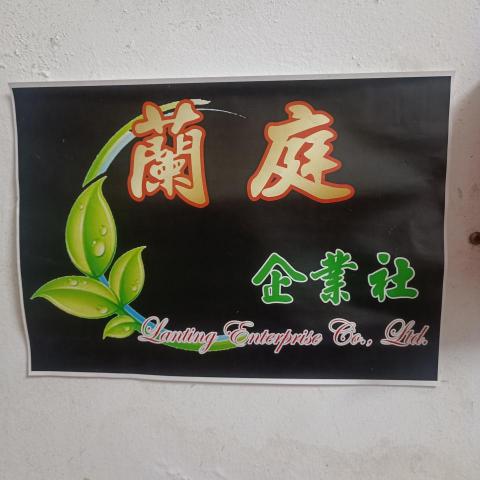 蘭庭
企業社
Lanting Enterprise Co., Ltd.